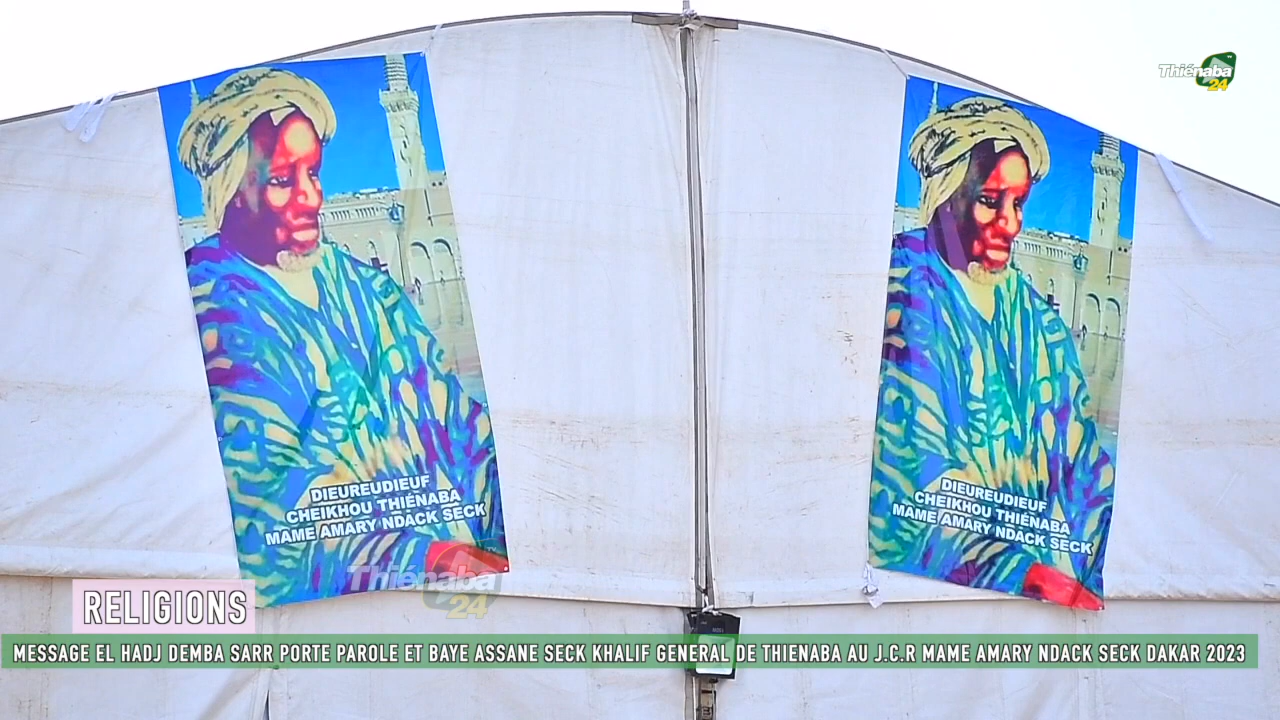 Thiénaba
TV
24
DIEUREUDIEUF
CHEIKHOU THIÉNABA
MAME AMARY NDACK SECK
DIEUREUDIEUF
CHEIKHOU THIÉNABA
MAME AMARY NDACK SECK
Thiénaba
TV
24
RELIGIONS
MESSAGE EL HADJ DEMBA SARR PORTE PAROLE ET BAYE ASSANE SECK KHALIF GENERAL DE THIENABA AU J.C.R MAME AMARY NDACK SECK DAKAR 2023